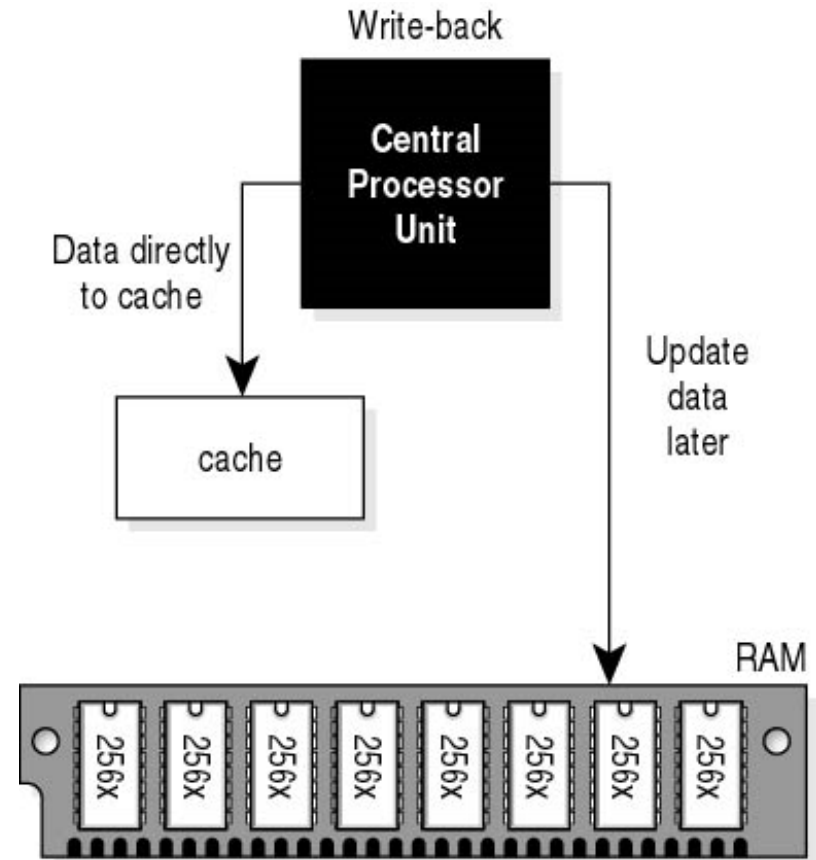 Write-back
Central
Processor
Unit
Data directly
to cache
Update
data
later
cache
RAM
256x
256x
256x
256x
256x
256x
256x
256x